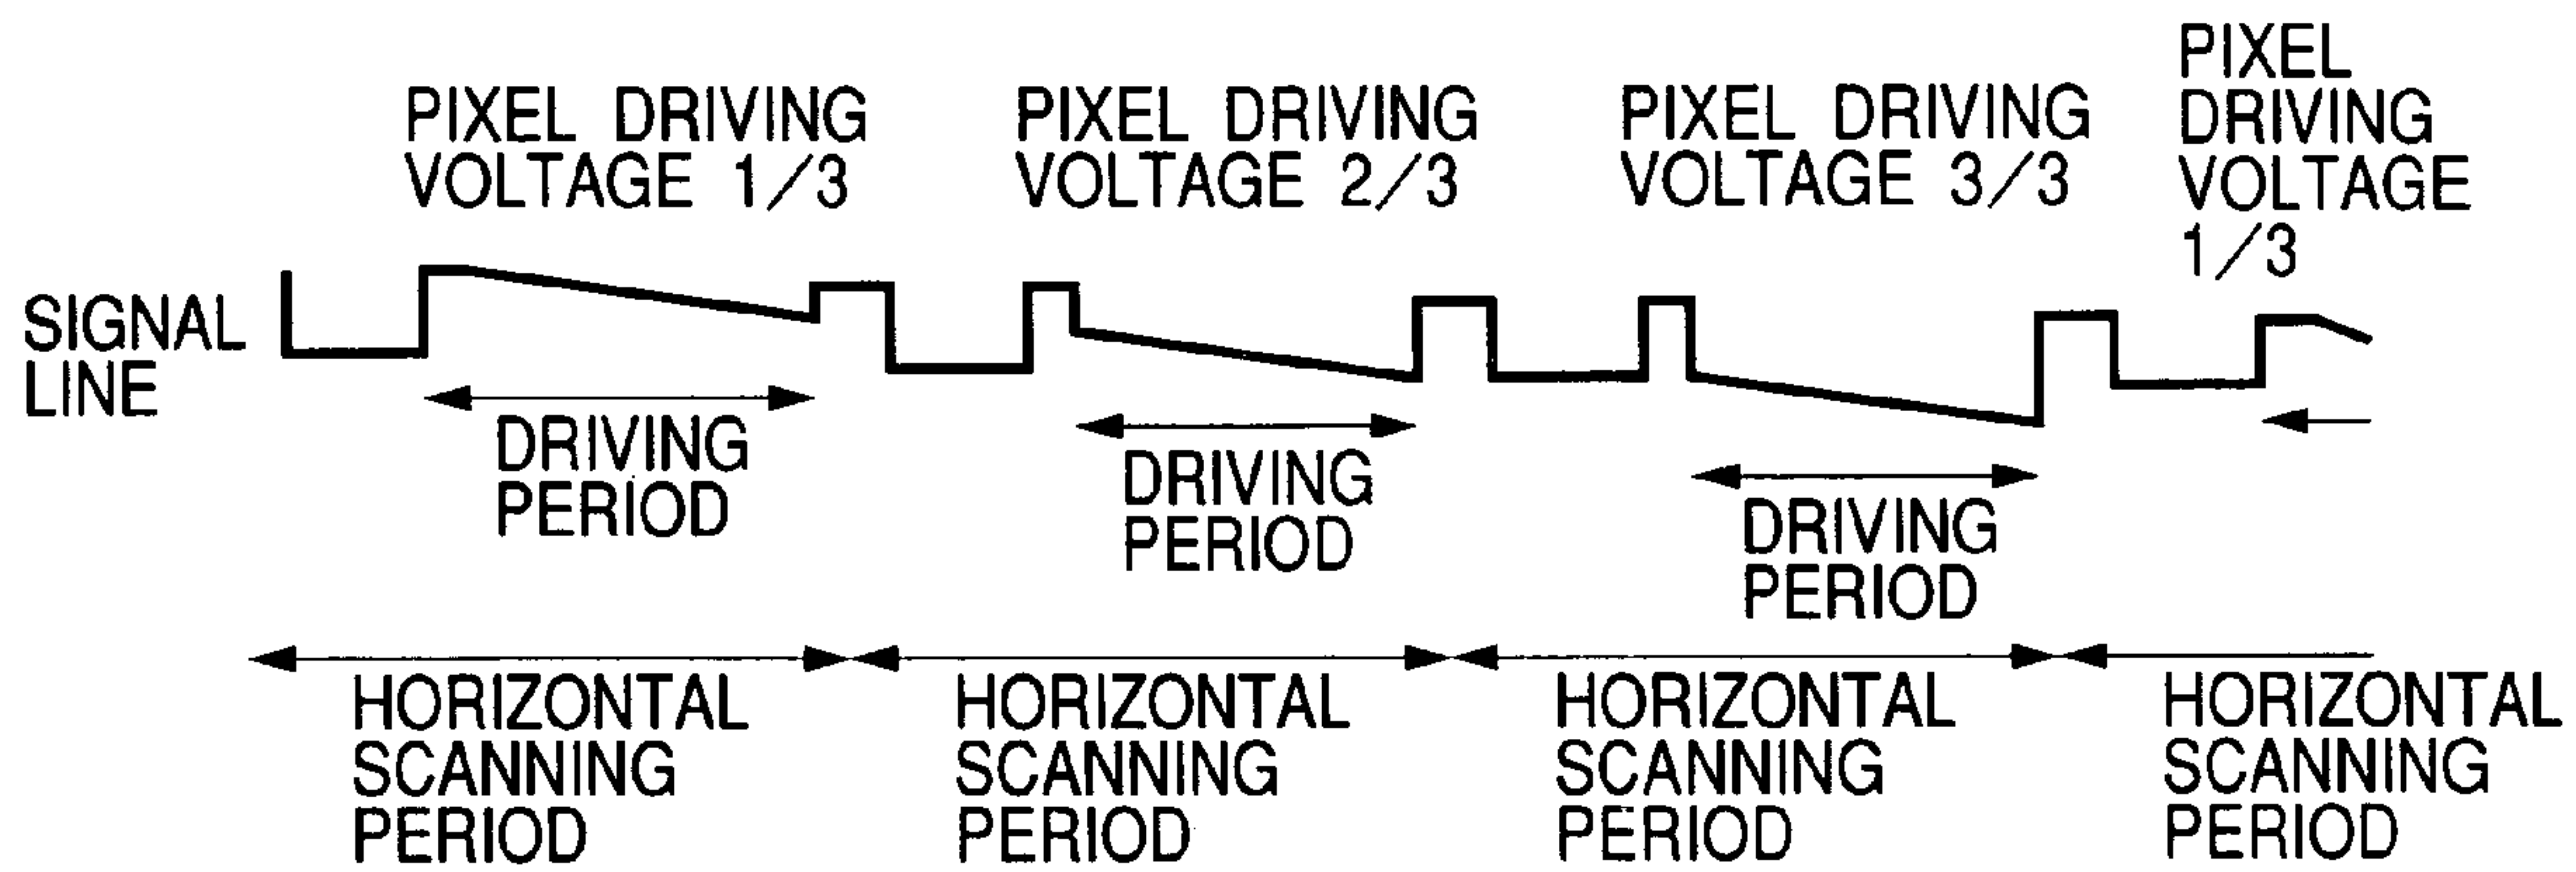 PIXEL DRIVING
VOLTAGE 1/3
PIXEL DRIVING
VOLTAGE 2/3
PIXEL DRIVING
VOLTAGE 3/3
PIXEL
DRIVING
VOLTAGE
1/3
SIGNAL
LINE
DRIVING
PERIOD
DRIVING
PERIOD
DRIVING
PERIOD
HORIZONTAL
SCANNING
PERIOD
HORIZONTAL
SCANNING
PERIOD
HORIZONTAL
SCANNING
PERIOD
HORIZONTAL
SCANNING
PERIOD